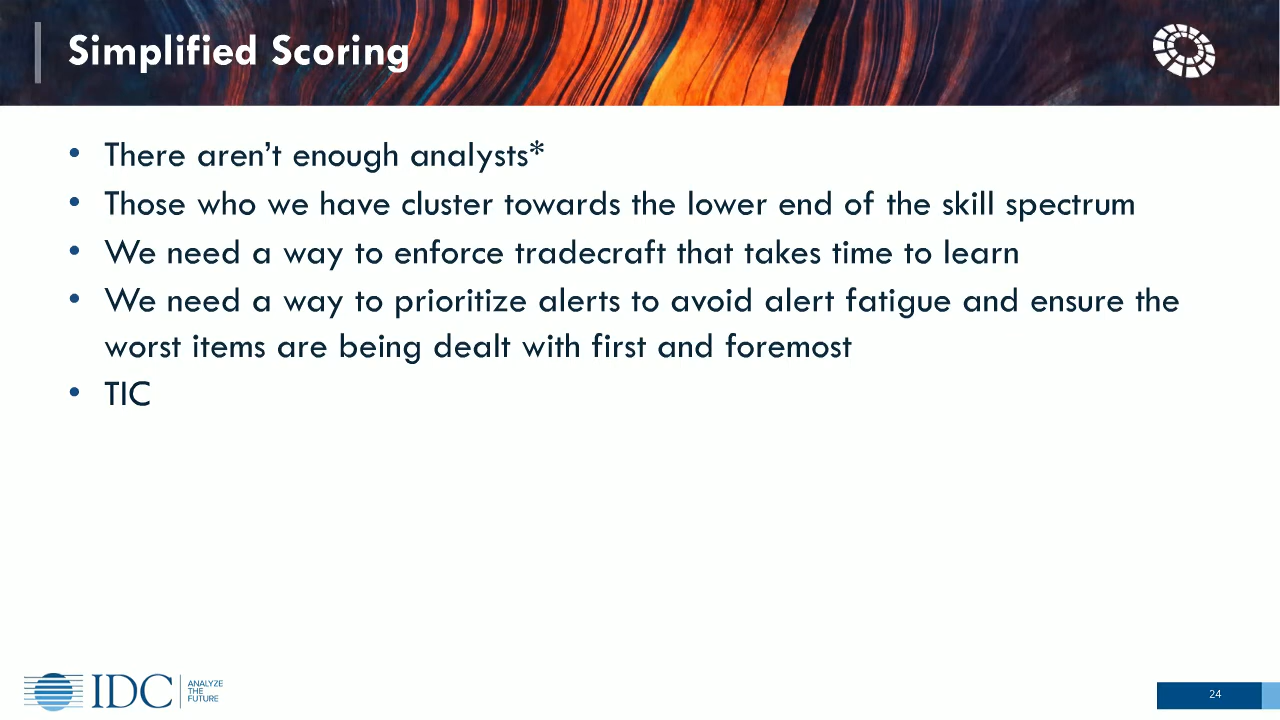 Simplified Scoring
• There aren’t enough analysts*
• Those who we have cluster towards the lower end of the skill spectrum
• We need a way to enforce tradecraft that takes time to learn
• We need a way to prioritize alerts to avoid alert fatigue and ensure the
worst items are being dealt with first and foremost
• TIC
IDC
ANALYZE
THE
FUTURE
24